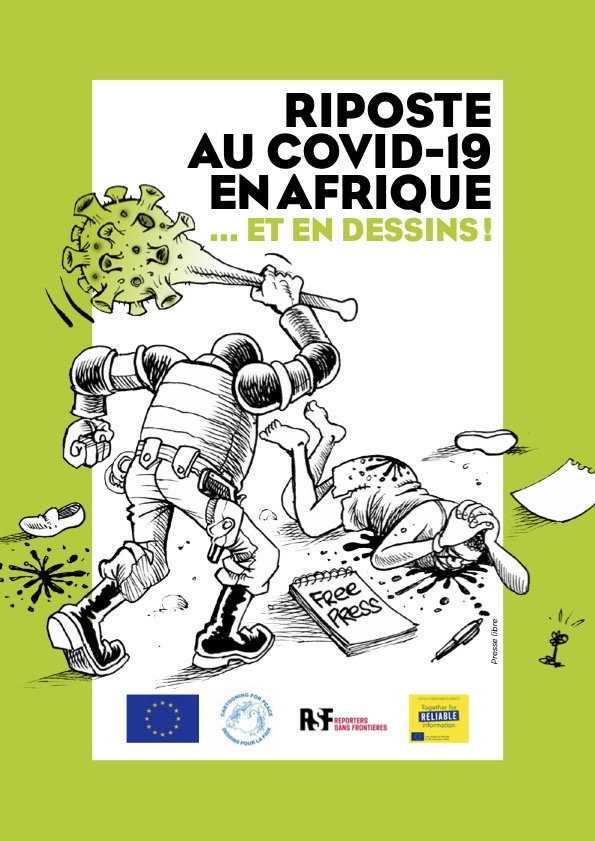 RIPOSTE
AU COVID-19
EN AFRIQUE
... ET EN DESSINS !
FREE
PRESS
Presse libre
CARTOONING FOR PEACE
DESSINS POUR LA PAIX
RSF REPORTERS
SANS FRONTIERES
Together for
RELIABLE
information